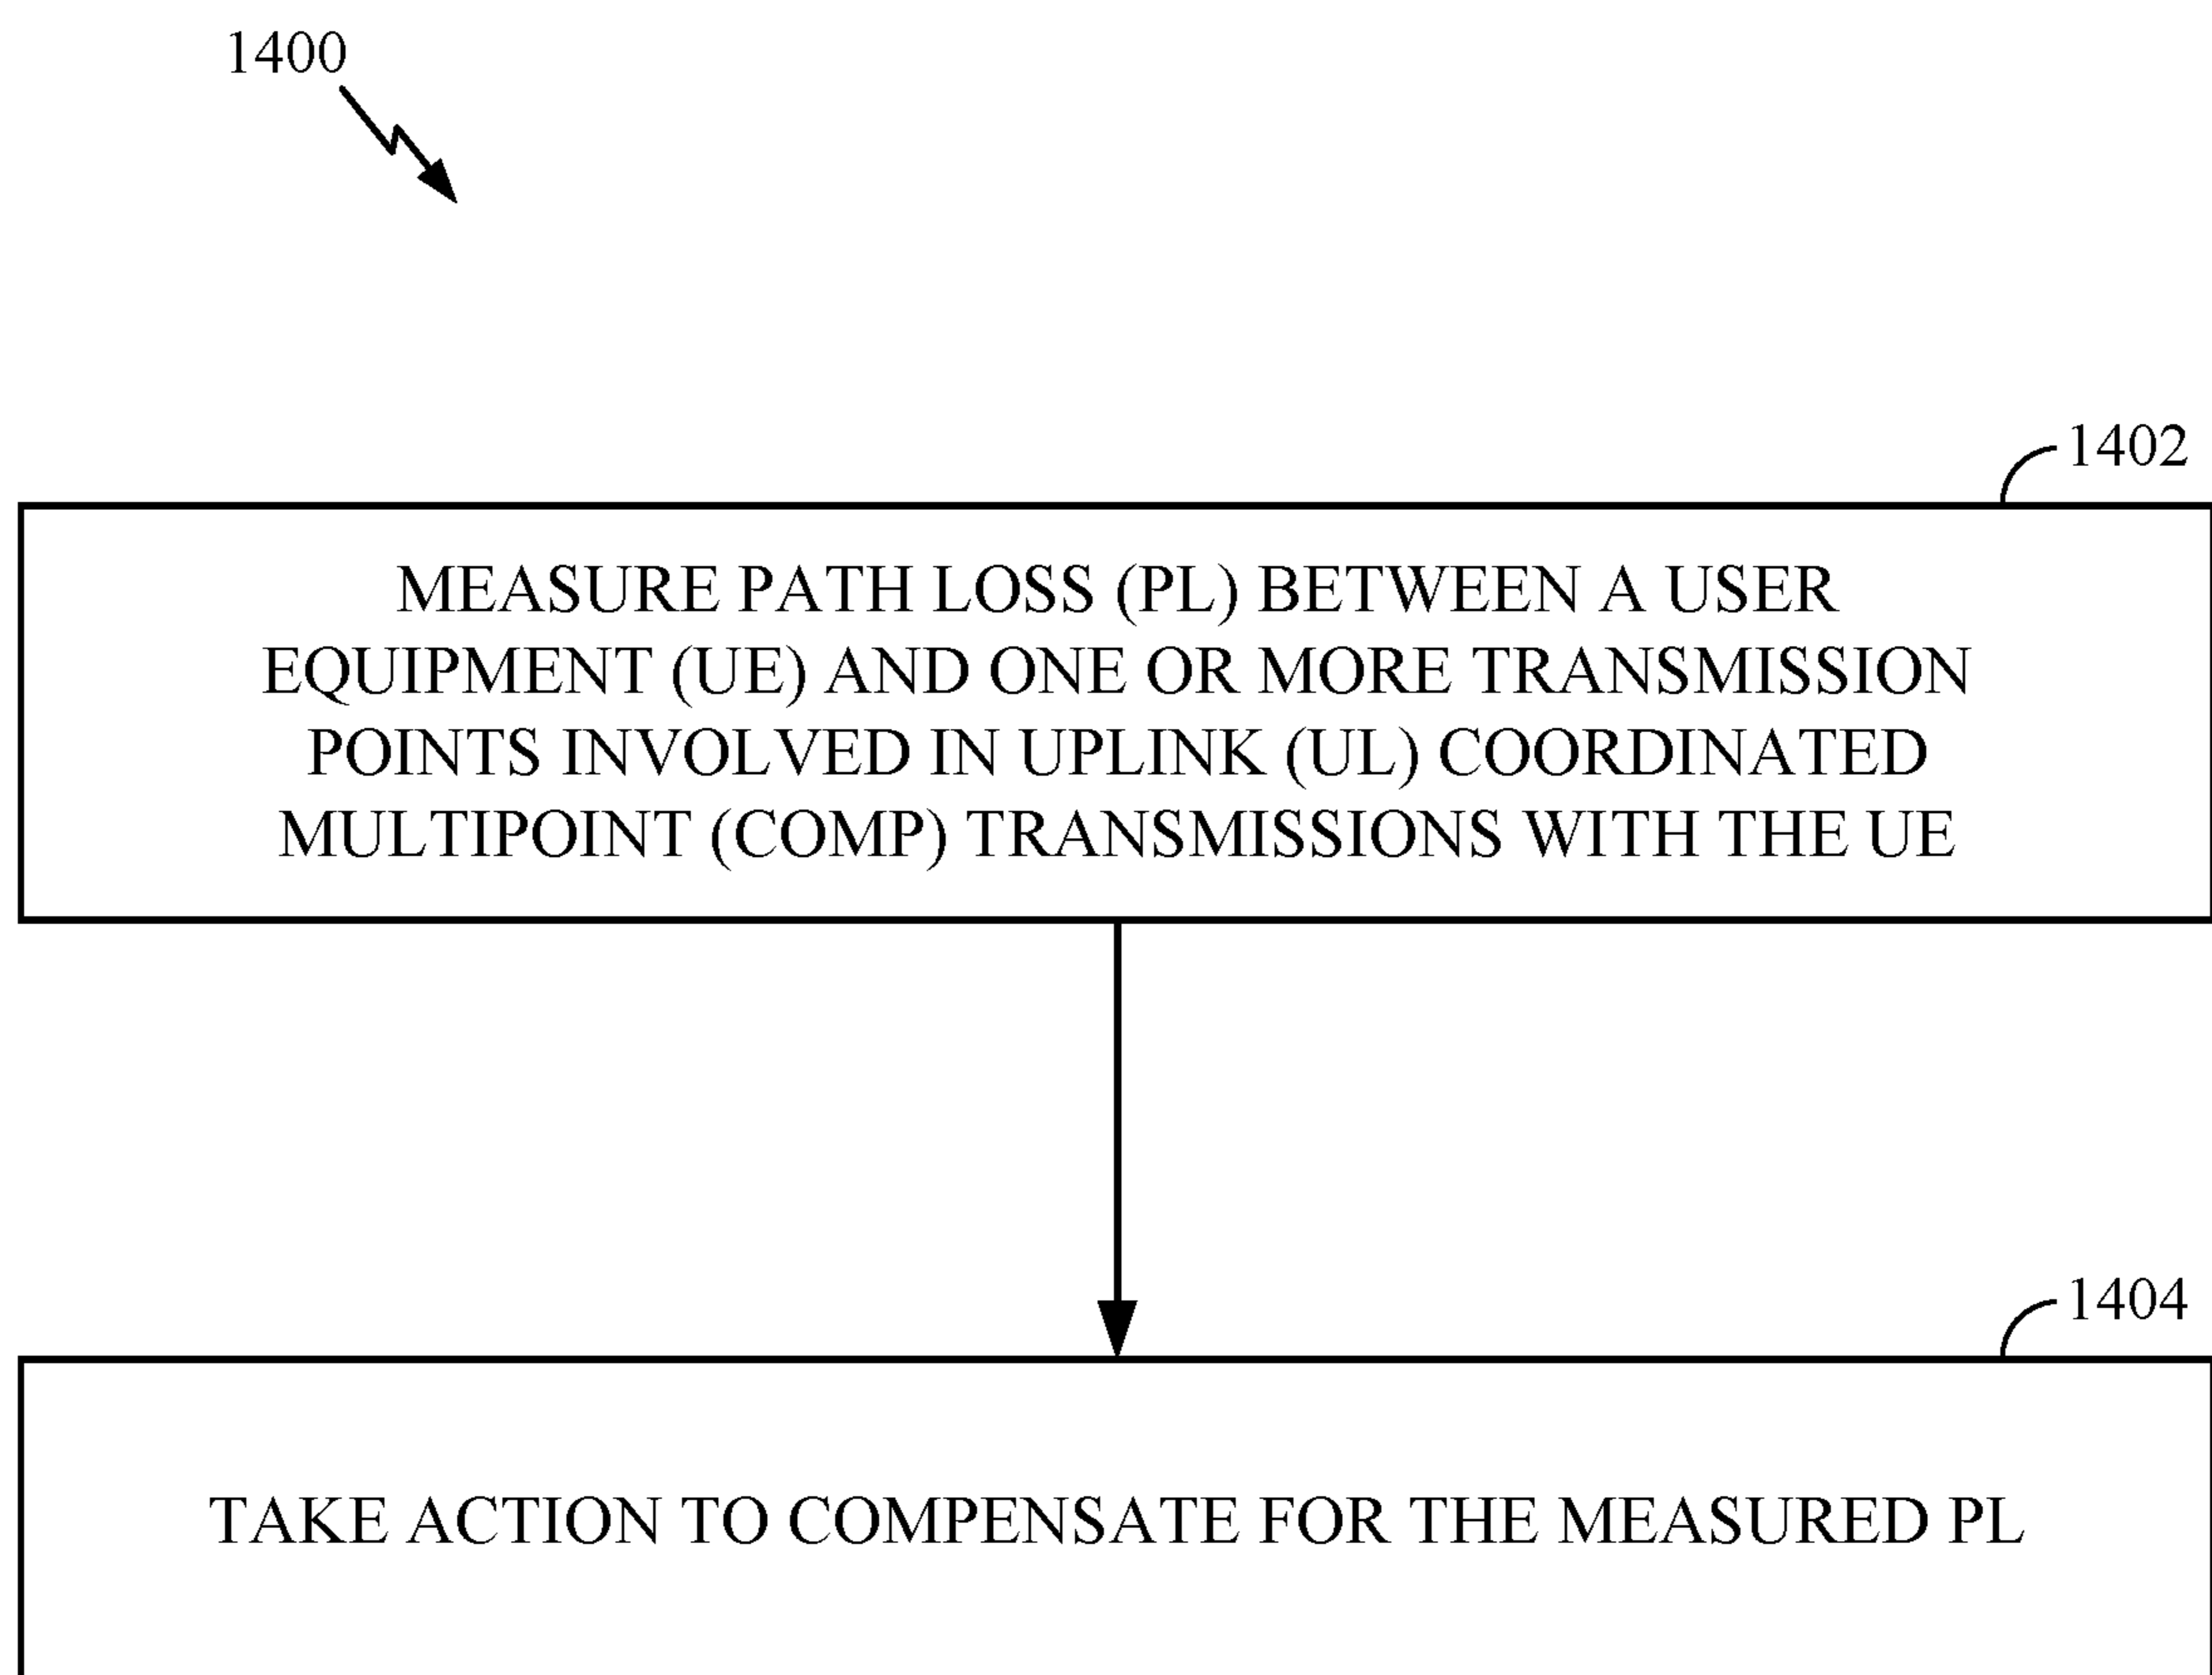 1400
1402
MEASURE PATH LOSS (PL) BETWEEN A USER
EQUIPMENT (UE) AND ONE OR MORE TRANSMISSION
POINTS INVOLVED IN UPLINK (UL) COORDINATED
MULTIPOINT (COMP) TRANSMISSIONS WITH THE UE
1404
TAKE ACTION TO COMPENSATE FOR THE MEASURED PL